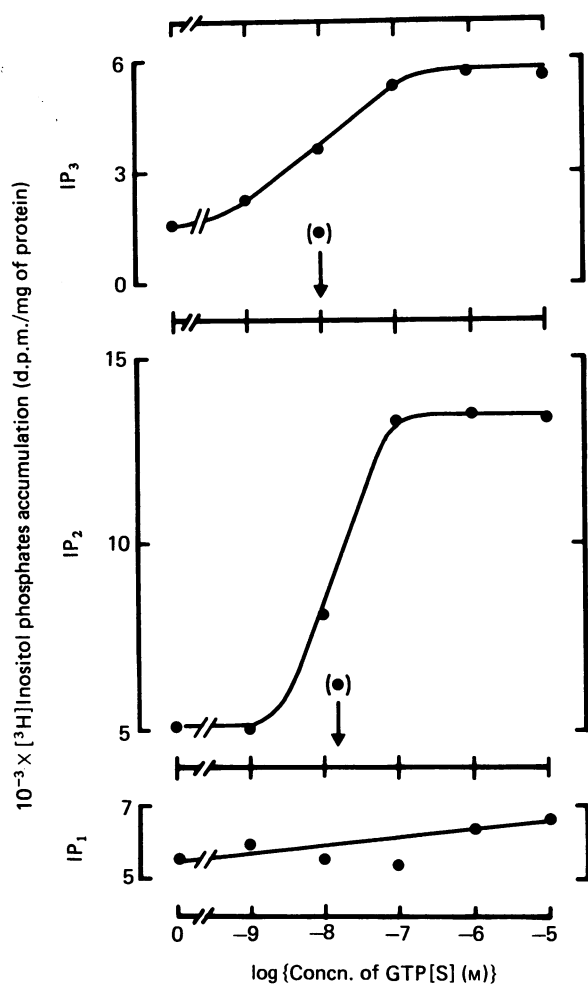 6
IP₃
3
(•)
0
15
10
IP₂
(•)
5
7
IP₁
5
0 −9 −8 −7 −6 −5
log{Concn. of GTP[S] (M)}
10⁻³ × [³H]Inositol phosphates accumulation (d.p.m./mg of protein)